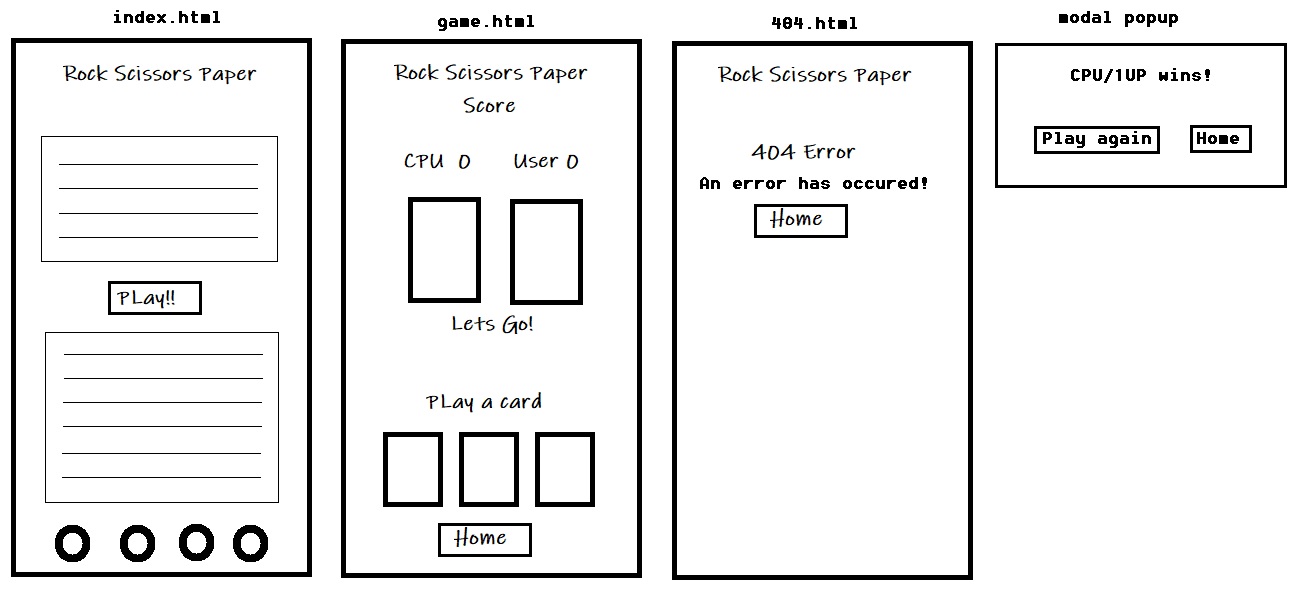 index.html
Rock Scissors Paper
PLay!!
game.html
Rock Scissors Paper
Score
CPU 0 User 0
Lets Go!
PLay a card
Home
404.html
Rock Scissors Paper
404 Error
An error has occured!
Home
modal popup
CPU/1UP wins!
Play again Home